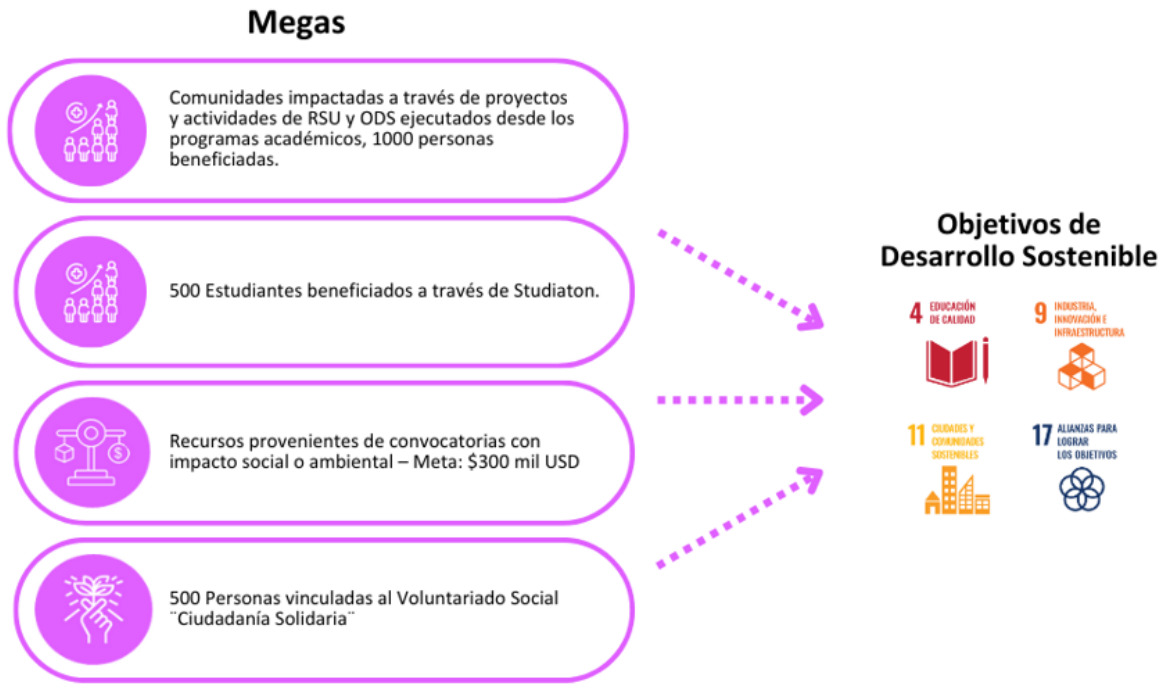 Megas
Comunidades impactadas a través de proyectos
y actividades de RSU y ODS ejecutados desde los
programas académicos, 1000 personas
beneficiadas.
500 Estudiantes beneficiados a través de Studiaton.
Recursos provenientes de convocatorias con
impacto social o ambiental – Meta: $300 mil USD
500 Personas vinculadas al Voluntariado Social
¨Ciudadanía Solidaria¨
Objetivos de
Desarrollo Sostenible
4 EDUCACIÓN
DE CALIDAD
9 INDUSTRIA,
INNOVACIÓN E
INFRAESTRUCTURA
11 CIUDADES Y
COMUNIDADES
SOSTENIBLES
17 ALIANZAS PARA
LOGRAR
LOS OBJETIVOS
$